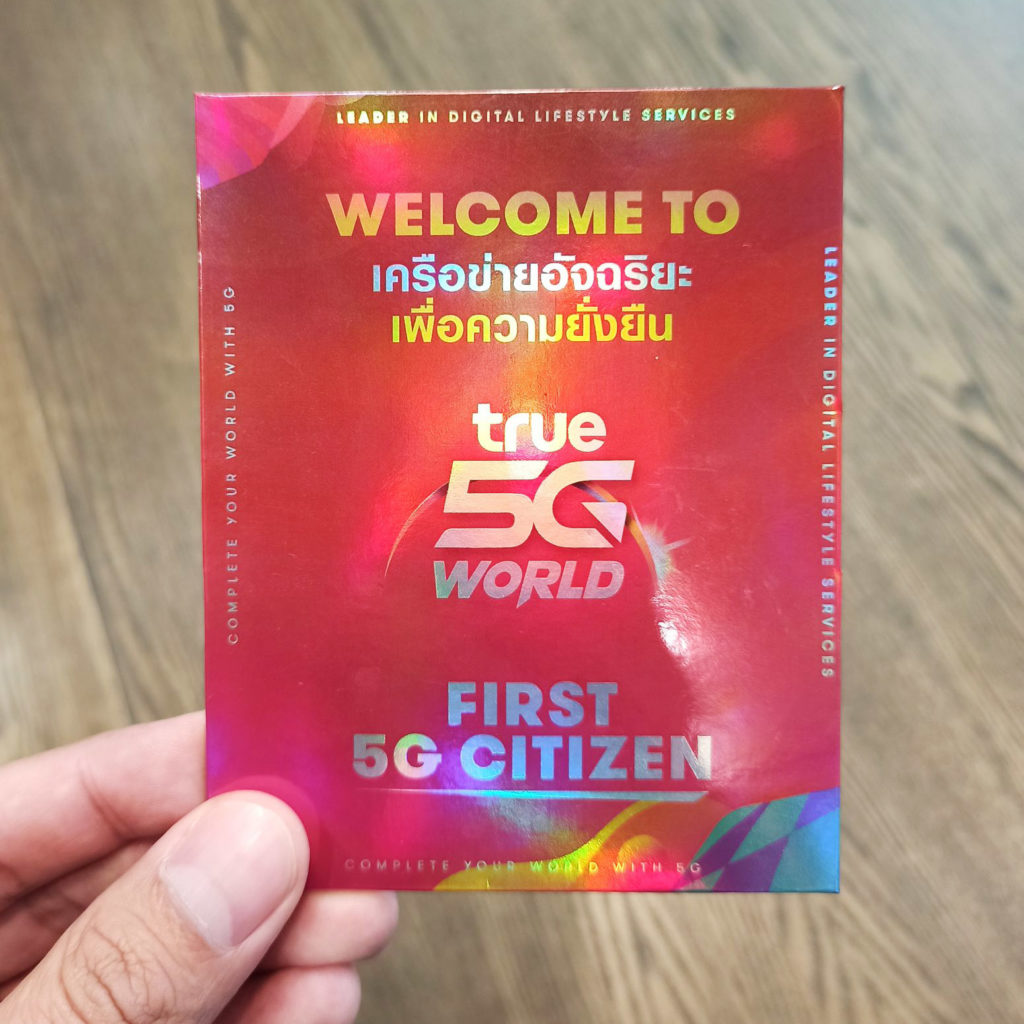 LEADER IN DIGITAL LIFESTYLE SERVICES
WELCOME TO
เครือข่ายอัจฉริยะ
เพื่อความยั่งยืน
true
5G
WORLD
FIRST
5G CITIZEN
COMPLETE YOUR WORLD WITH 5G
COMPLETE YOUR WORLD WITH 5G
LEADER IN DIGITAL LIFESTYLE SERVICES